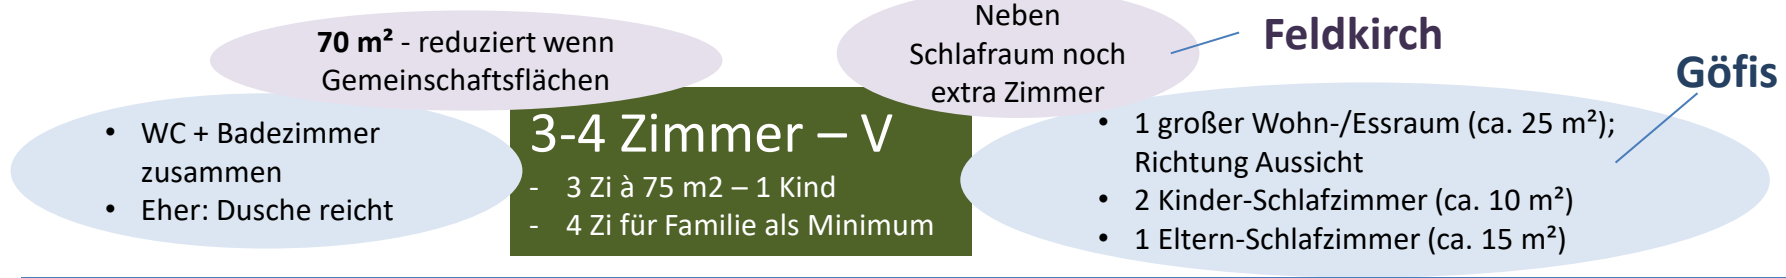 70 m² - reduziert wenn
Gemeinschaftsflächen
Neben
Schlafraum noch
extra Zimmer
Feldkirch
Göfis
• WC + Badezimmer
zusammen
• Eher: Dusche reicht
3-4 Zimmer – V
- 3 Zi à 75 m2 – 1 Kind
- 4 Zi für Familie als Minimum
• 1 großer Wohn-/Essraum (ca. 25 m²);
Richtung Aussicht
• 2 Kinder-Schlafzimmer (ca. 10 m²)
• 1 Eltern-Schlafzimmer (ca. 15 m²)